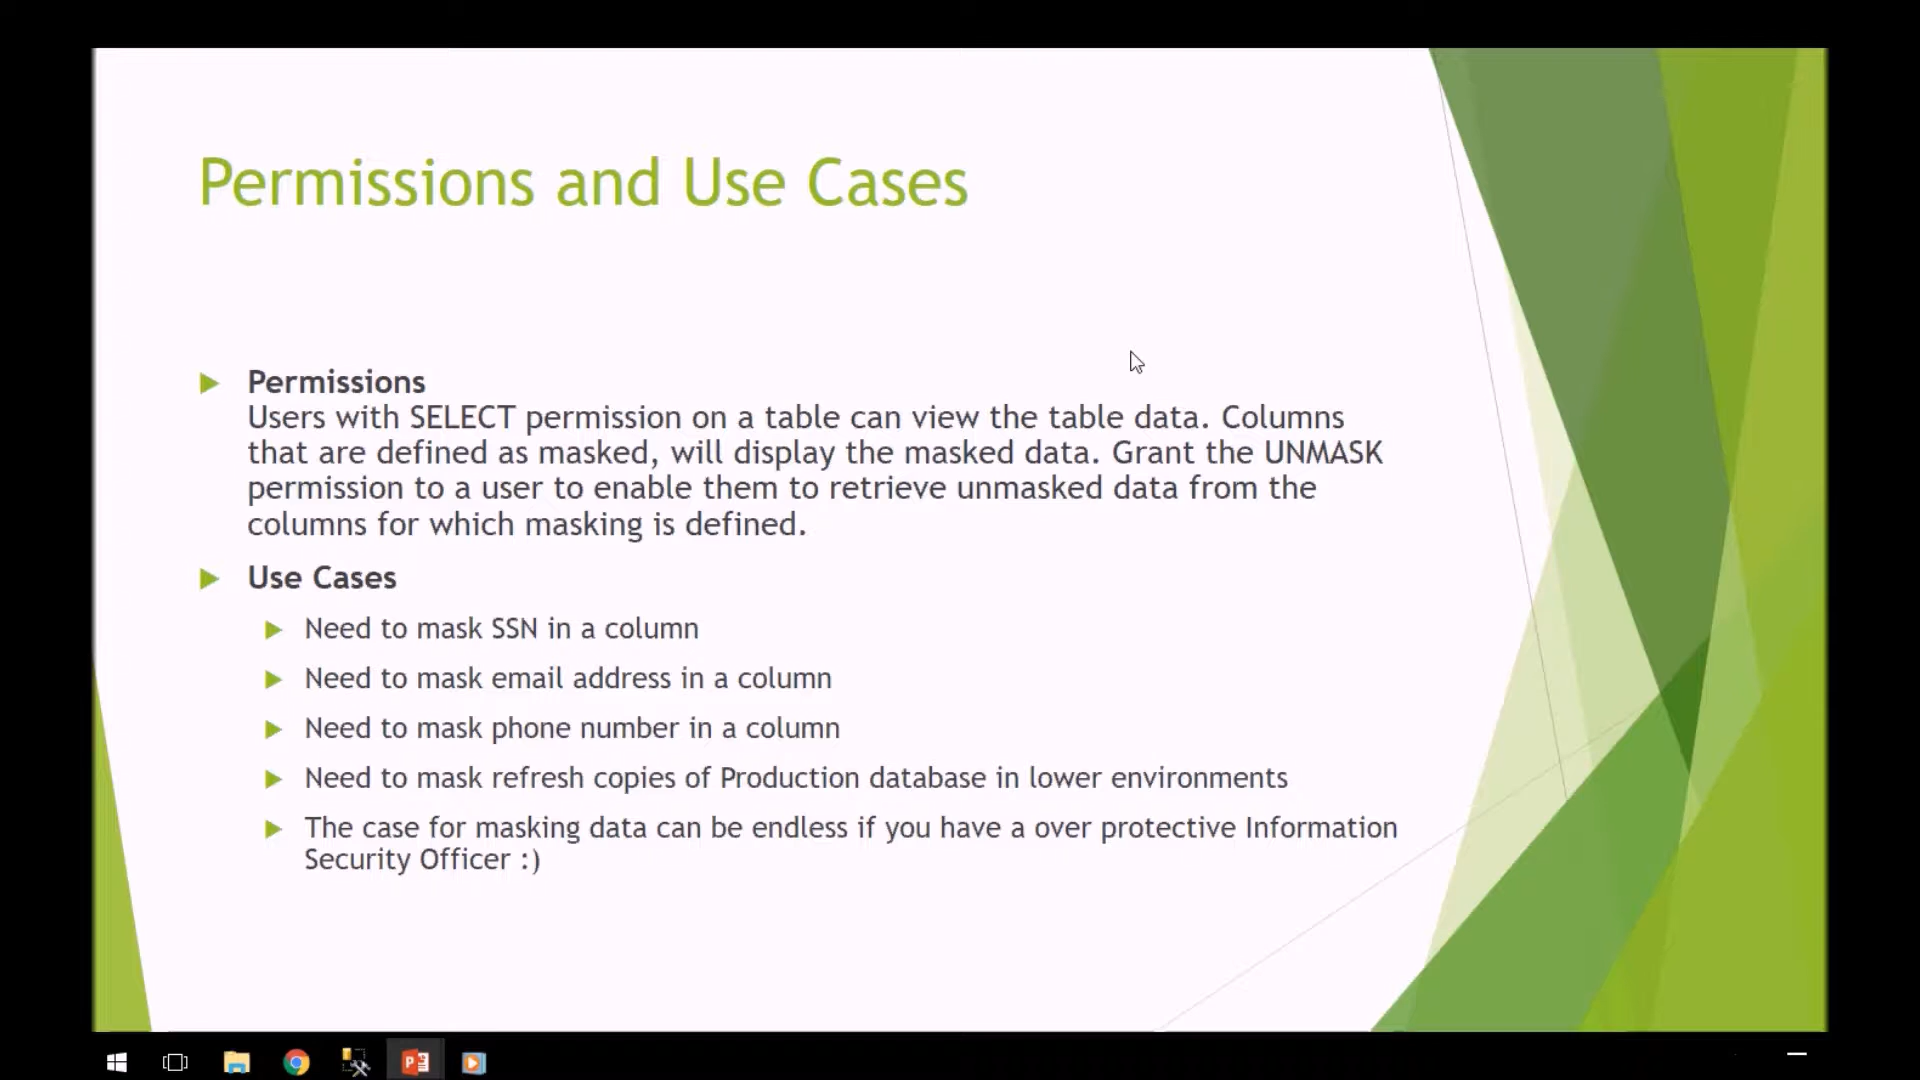 Permissions and Use Cases
Permissions
Users with SELECT permission on a table can view the table data. Columns
that are defined as masked, will display the masked data. Grant the UNMASK
permission to a user to enable them to retrieve unmasked data from the
columns for which masking is defined.
Use Cases
Need to mask SSN in a column
Need to mask email address in a column
Need to mask phone number in a column
Need to mask refresh copies of Production database in lower environments
The case for masking data can be endless if you have a over protective Information
Security Officer :)